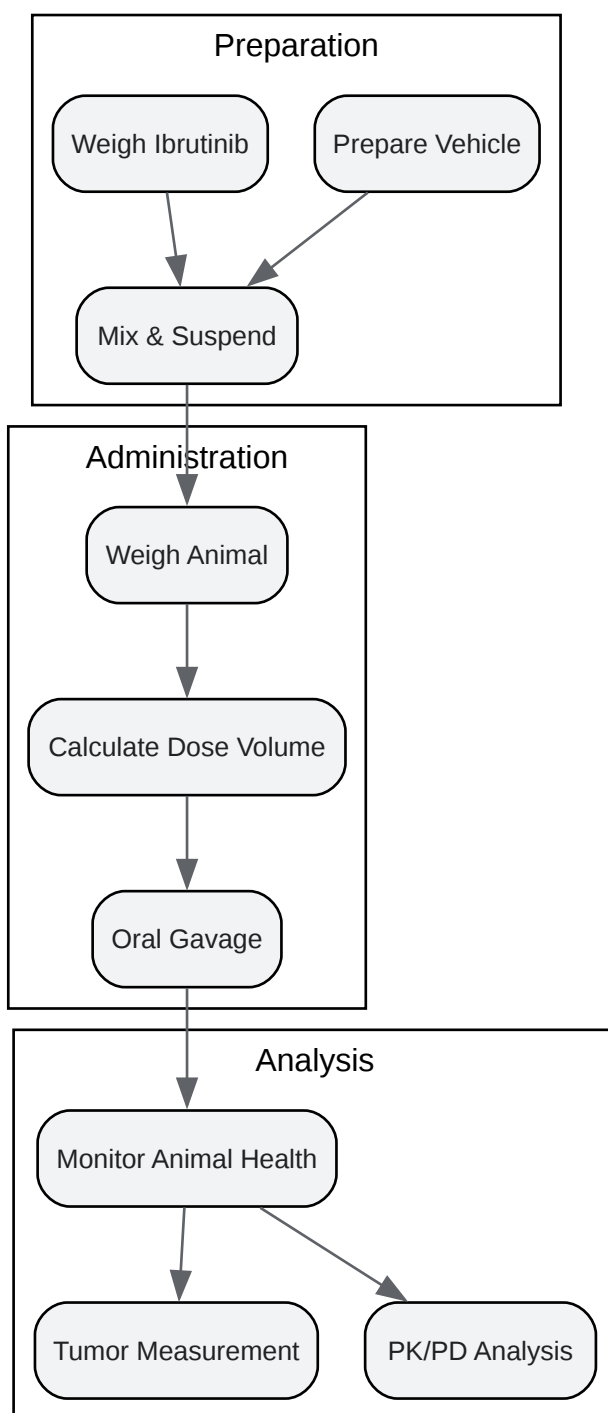 Preparation
Weigh Ibrutinib
Prepare Vehicle
Mix & Suspend
Administration
Weigh Animal
Calculate Dose Volume
Oral Gavage
Analysis
Monitor Animal Health
Tumor Measurement
PK/PD Analysis